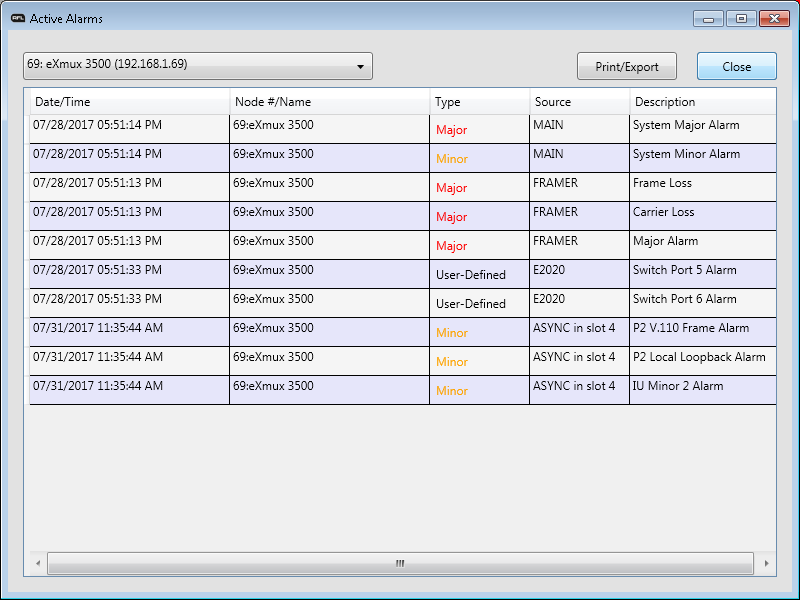 AFL Active Alarms
69: eXmux 3500 (192.168.1.69) Print/Export Close
Date/Time Node #/Name Type Source Description
07/28/2017 05:51:14 PM 69:eXmux 3500 Major MAIN System Major Alarm
07/28/2017 05:51:14 PM 69:eXmux 3500 Minor MAIN System Minor Alarm
07/28/2017 05:51:13 PM 69:eXmux 3500 Major FRAMER Frame Loss
07/28/2017 05:51:13 PM 69:eXmux 3500 Major FRAMER Carrier Loss
07/28/2017 05:51:13 PM 69:eXmux 3500 Major FRAMER Major Alarm
07/28/2017 05:51:33 PM 69:eXmux 3500 User-Defined E2020 Switch Port 5 Alarm
07/28/2017 05:51:33 PM 69:eXmux 3500 User-Defined E2020 Switch Port 6 Alarm
07/31/2017 11:35:44 AM 69:eXmux 3500 Minor ASYNC in slot 4 P2 V.110 Frame Alarm
07/31/2017 11:35:44 AM 69:eXmux 3500 Minor ASYNC in slot 4 P2 Local Loopback Alarm
07/31/2017 11:35:44 AM 69:eXmux 3500 Minor ASYNC in slot 4 IU Minor 2 Alarm